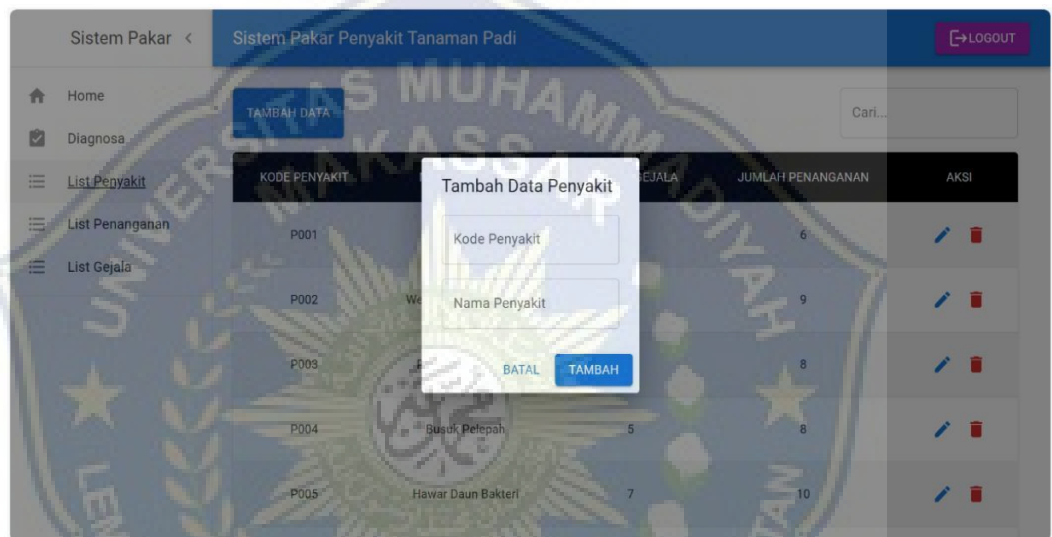 Sistem Pakar <
Sistem Pakar Penyakit Tanaman Padi
LOGOUT
Home
Diagnosa
List Penyakit
List Penanganan
List Gejala
TAMBAH DATA
Cari...
KODE PENYAKIT
GEJALA
JUMLAH PENANGANAN
AKSI
Tambah Data Penyakit
Kode Penyakit
Nama Penyakit
BATAL
TAMBAH
P001
6
P002
9
P003
8
P004
Busuk Pelepah
5
8
P005
Hawar Daun Bakteri
7
10
UNIVERSITAS MUHAMMADIYAH
MAKASSAR